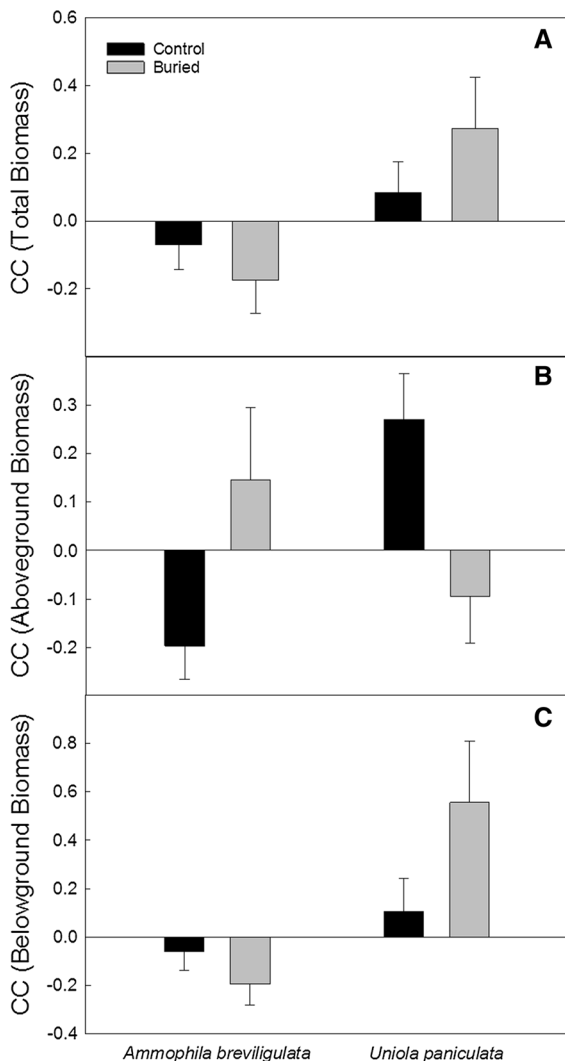 0.6
A
Control
Buried
0.4
0.2
0.0
-0.2
CC (Total Biomass)
B
0.3
0.2
0.1
0.0
-0.1
-0.2
CC (Aboveground Biomass)
C
0.8
0.6
0.4
0.2
0.0
-0.2
-0.4
CC (Belowground Biomass)
Ammophila breviligulata Uniola paniculata